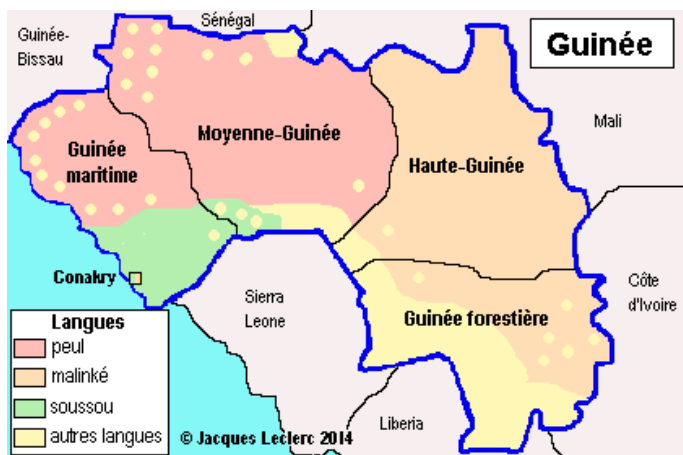 Sénégal
Guinée-
Bissau
Guinée
Mali
Moyenne-Guinée
Guinée
maritime
Haute-Guinée
Conakry
Sierra
Leone
Côte
d'Ivoire
Guinée forestière
Liberia
Langues
peul
malinké
soussou
autres langues
© Jacques Leclerc 2014